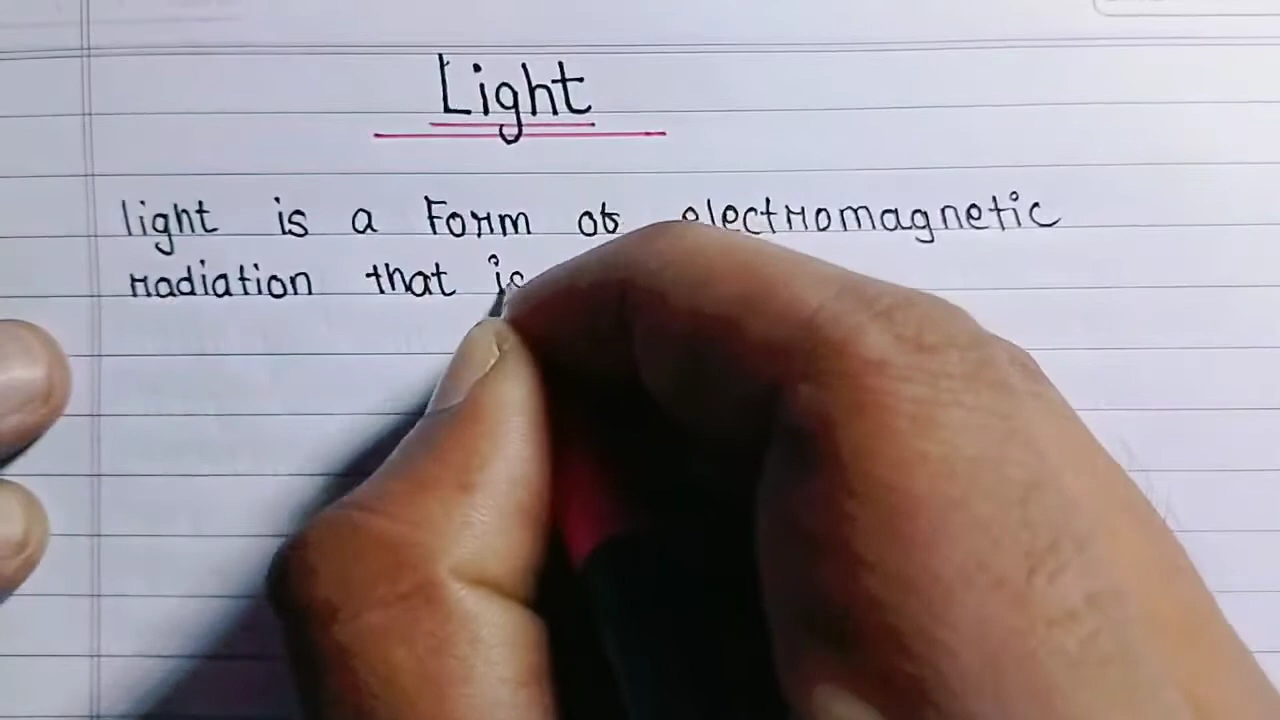 Light
light is a Form of electromagnetic
radiation that is